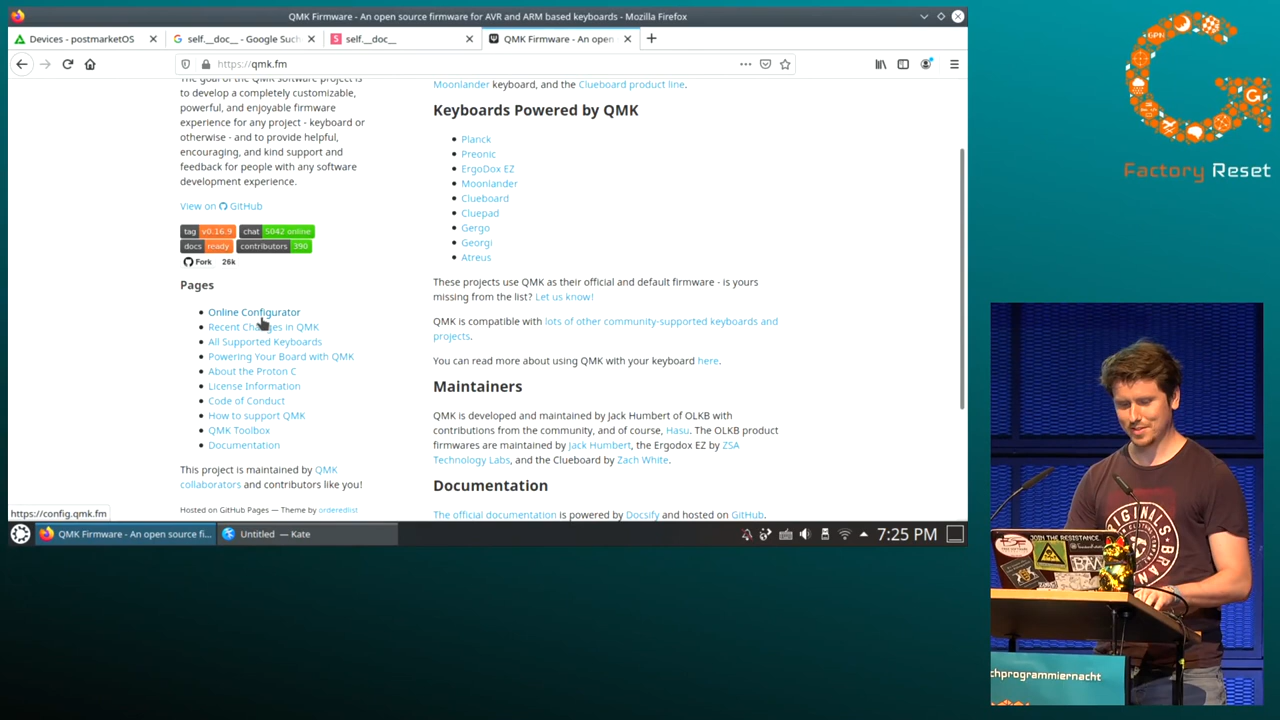 QMK Firmware - An open source firmware for AVR and ARM based keyboards - Mozilla Firefox
Devices - postmarketOS
self.__doc__ - Google Such
self.__doc__
QMK Firmware - An open
https://qmk.fm
The goal of the QMK software project is
to develop a completely customizable,
powerful, and enjoyable firmware
experience for any project - keyboard or
otherwise - and to provide helpful,
encouraging, and kind support and
feedback for people with any software
development experience.
View on GitHub
tag v0.16.9 chat 5042 online
docs ready contributors 390
Fork 26k
Pages
Online Configurator
Recent Changes in QMK
All Supported Keyboards
Powering Your Board with QMK
About the Proton C
License Information
Code of Conduct
How to support QMK
QMK Toolbox
Documentation
This project is maintained by QMK
collaborators and contributors like you!
Hosted on GitHub Pages — Theme by orderedlist
https://config.qmk.fm
Moonlander keyboard, and the Clueboard product line.
Keyboards Powered by QMK
Planck
Preonic
ErgoDox EZ
Moonlander
Clueboard
Cluepad
Gergo
Georgi
Atreus
These projects use QMK as their official and default firmware - is yours
missing from the list? Let us know!
QMK is compatible with lots of other community-supported keyboards and
projects.
You can read more about using QMK with your keyboard here.
Maintainers
QMK is developed and maintained by Jack Humbert of OLKB with
contributions from the community, and of course, Hasu. The OLKB product
firmwares are maintained by Jack Humbert, the Ergodox EZ by ZSA
Technology Labs, and the Clueboard by Zach White.
Documentation
The official documentation is powered by Docsify and hosted on GitHub.
QMK Firmware - An open source fi...
Untitled — Kate
7:25 PM
GPN
Factory Reset
ORIGINALS
BRAN
JOIN THE RESISTANCE
BAN
chprogrammiernacht